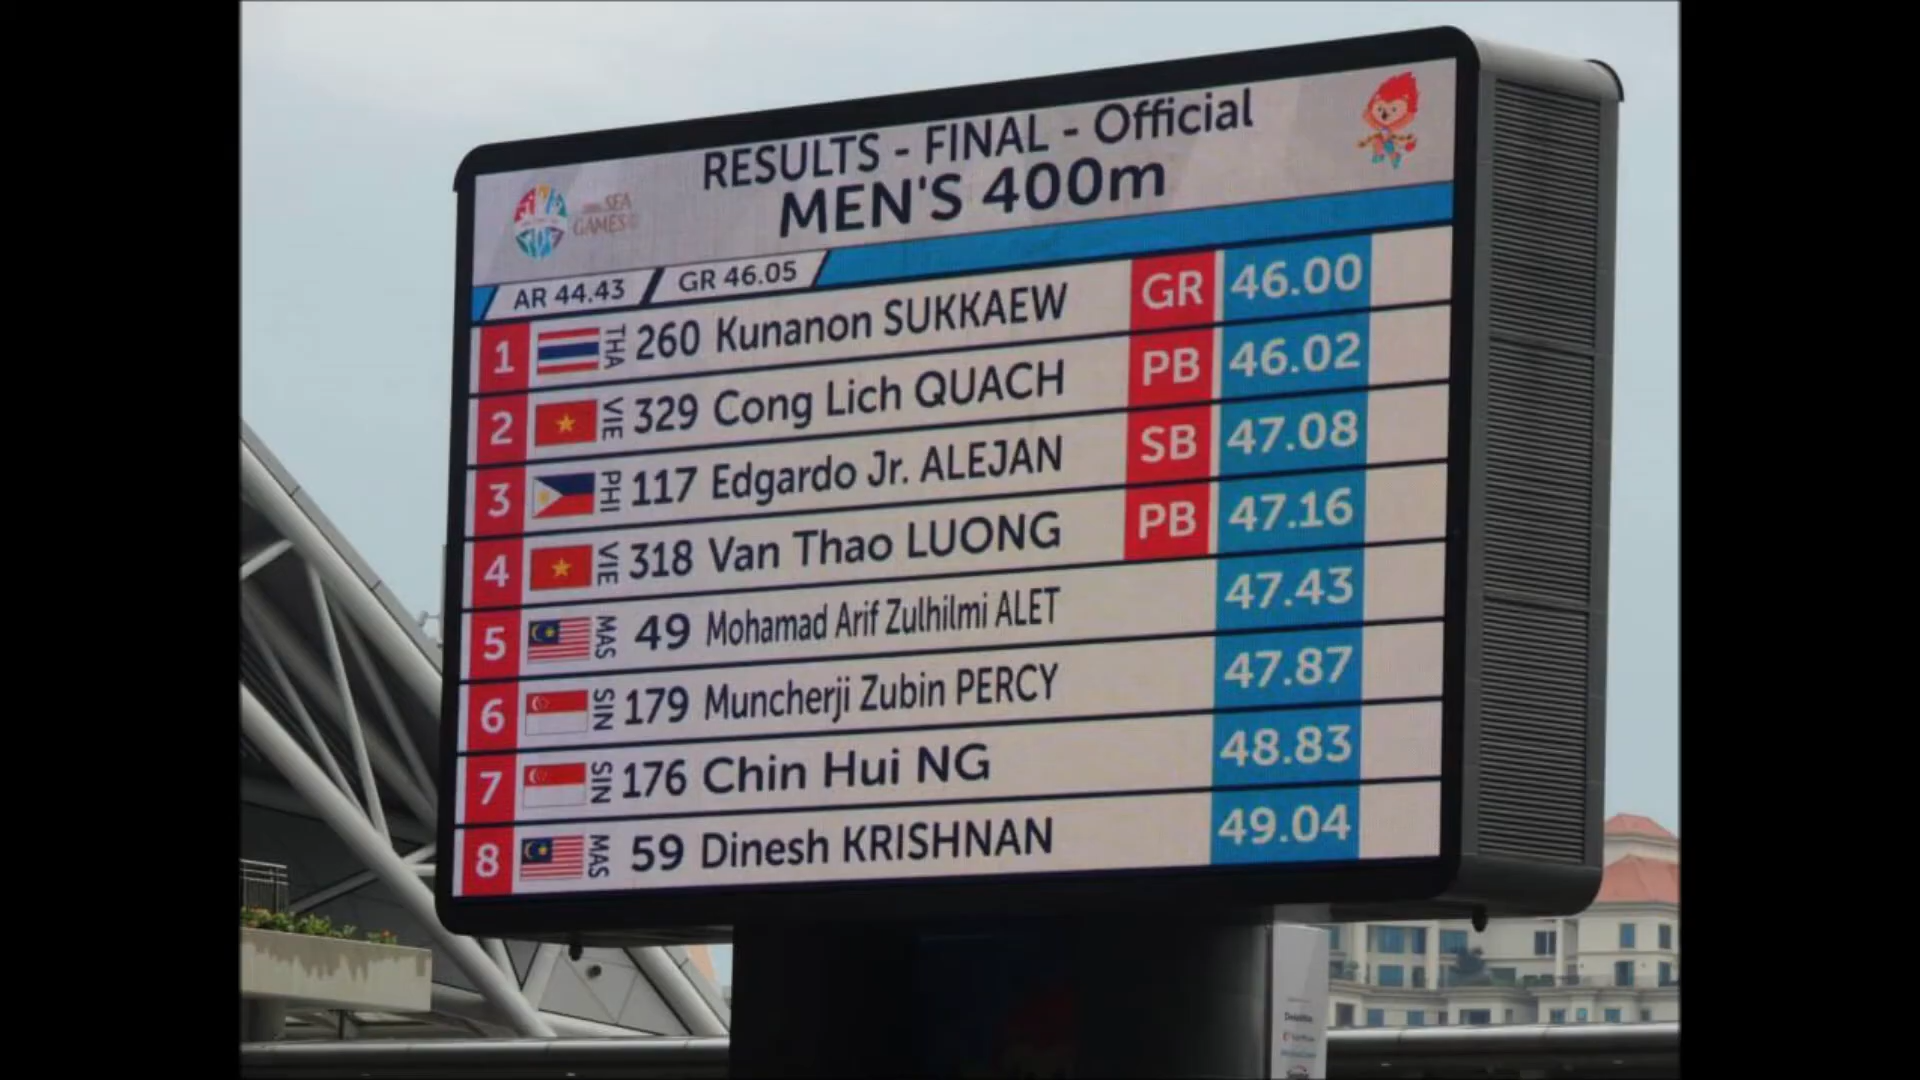 RESULTS - FINAL - Official
MEN'S 400m
SEA
GAMES
AR 44.43 GR 46.05
1 THA 260 Kunanon SUKKAEW GR 46.00
2 VIE 329 Cong Lich QUACH PB 46.02
3 PHI 117 Edgardo Jr. ALEJAN SB 47.08
4 VIE 318 Van Thao LUONG PB 47.16
5 MAS 49 Mohamad Arif Zulhilmi ALET 47.43
6 SIN 179 Muncherji Zubin PERCY 47.87
7 SIN 176 Chin Hui NG 48.83
8 MAS 59 Dinesh KRISHNAN 49.04